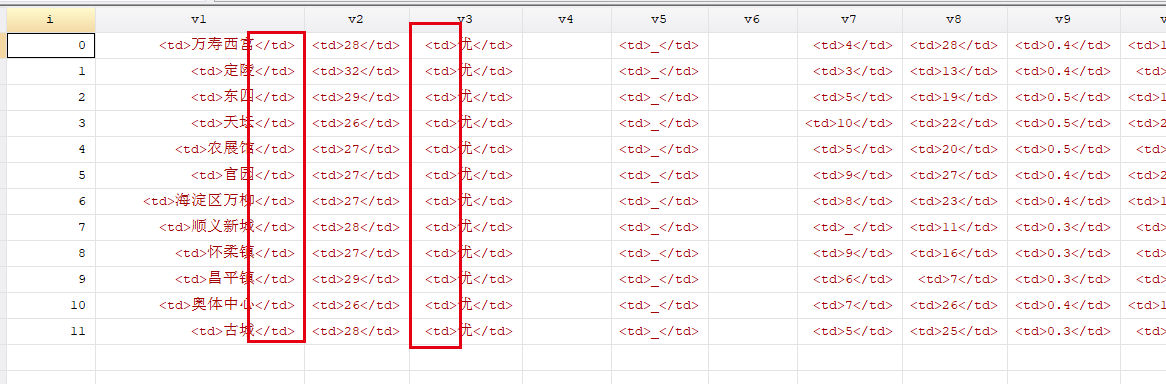 i v1 v2 v3 v4 v5 v6 v7 v8 v9
0 <td>万寿西宫</td> <td>28</td> <td>优</td> <td>_</td> <td>4</td> <td>28</td> <td>0.4</td> <td>1
1 <td>定陵</td> <td>32</td> <td>优</td> <td>_</td> <td>3</td> <td>13</td> <td>0.4</td> <td>
2 <td>东四</td> <td>29</td> <td>优</td> <td>_</td> <td>5</td> <td>19</td> <td>0.5</td> <td>1
3 <td>天坛</td> <td>26</td> <td>优</td> <td>_</td> <td>10</td> <td>22</td> <td>0.5</td> <td>2
4 <td>农展馆</td> <td>27</td> <td>优</td> <td>_</td> <td>5</td> <td>20</td> <td>0.5</td> <td>
5 <td>官园</td> <td>27</td> <td>优</td> <td>_</td> <td>9</td> <td>27</td> <td>0.4</td> <td>2
6 <td>海淀区万柳</td> <td>27</td> <td>优</td> <td>_</td> <td>8</td> <td>23</td> <td>0.4</td> <td>1
7 <td>顺义新城</td> <td>28</td> <td>优</td> <td>_</td> <td>_</td> <td>11</td> <td>0.3</td> <td>
8 <td>怀柔镇</td> <td>27</td> <td>优</td> <td>_</td> <td>9</td> <td>16</td> <td>0.3</td> <td>
9 <td>昌平镇</td> <td>29</td> <td>优</td> <td>_</td> <td>6</td> <td>7</td> <td>0.3</td> <td>
10 <td>奥体中心</td> <td>26</td> <td>优</td> <td>_</td> <td>7</td> <td>26</td> <td>0.4</td> <td>1
11 <td>古城</td> <td>28</td> <td>优</td> <td>_</td> <td>5</td> <td>25</td> <td>0.3</td> <td>